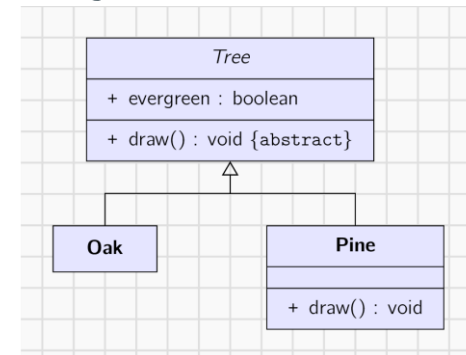 Tree
+ evergreen : boolean
+ draw() : void {abstract}
Oak
Pine
+ draw() : void